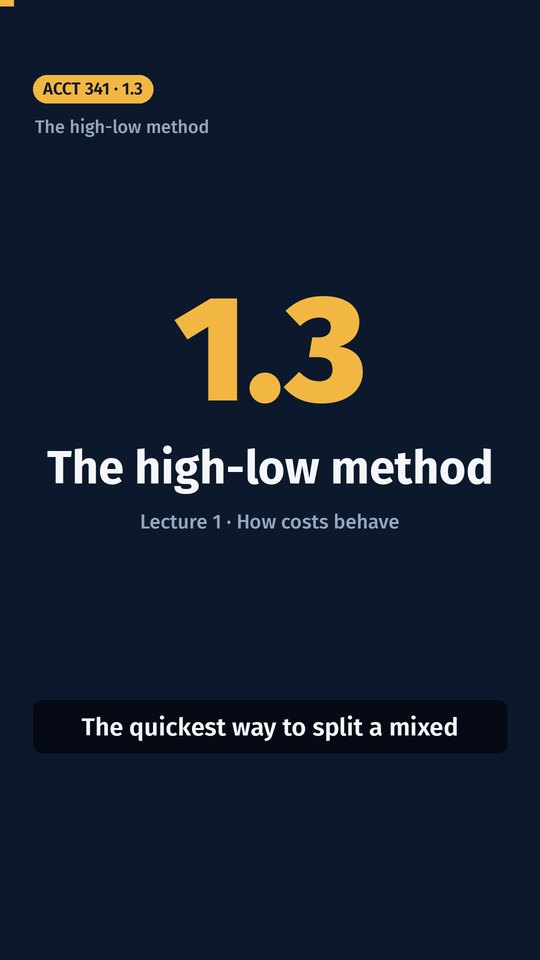 ACCT 341 · 1.3
The high-low method
1.3
The high-low method
Lecture 1 · How costs behave
The quickest way to split a mixed